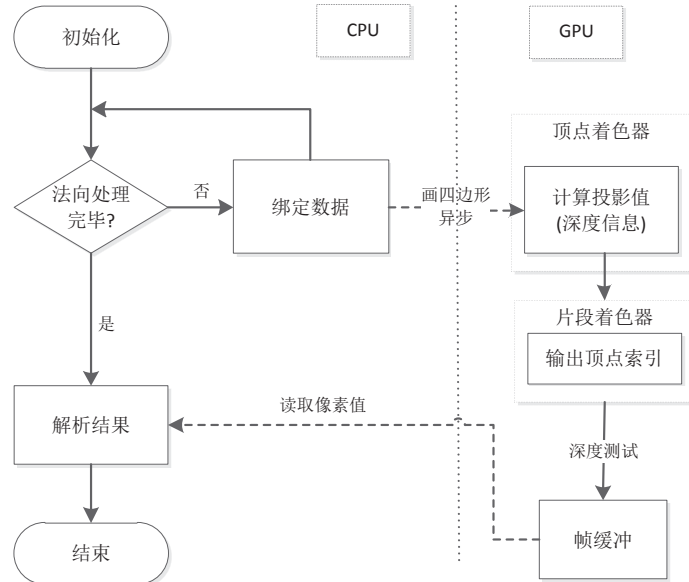 初始化
CPU
GPU
顶点着色器
法向处理
完毕?
否
绑定数据
画四边形
异步
计算投影值
(深度信息)
是
片段着色器
输出顶点索引
解析结果
读取像素值
深度测试
结束
帧缓冲